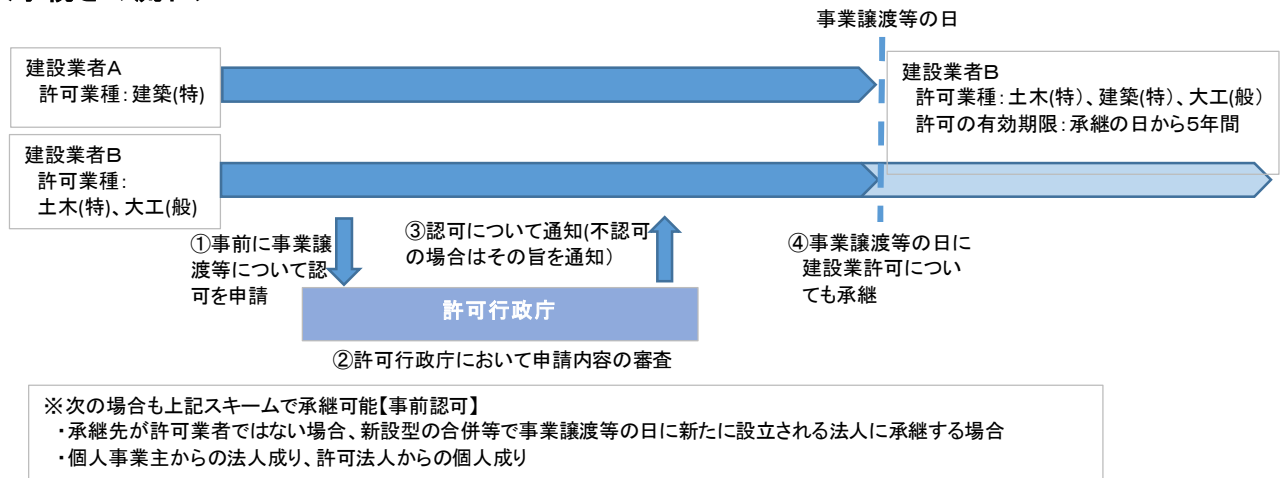 事業譲渡等の日
建設業者A
許可業種:建築(特)
建設業者B
許可業種:土木(特)、建築(特)、大工(般)
許可の有効期限:承継の日から5年間
建設業者B
許可業種:
土木(特)、大工(般)
①事前に事業譲
渡等について認
可を申請
③認可について通知(不認可
の場合はその旨を通知)
④事業譲渡等の日に
建設業許可につい
ても承継
許可行政庁
②許可行政庁において申請内容の審査
※次の場合も上記スキームで承継可能【事前認可】
・承継先が許可業者ではない場合、新設型の合併等で事業譲渡等の日に新たに設立される法人に承継する場合
・個人事業主からの法人成り、許可法人からの個人成り